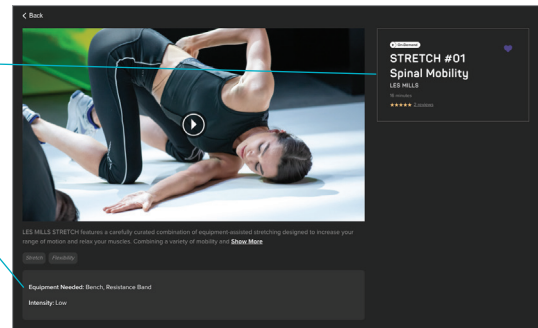 Back
On-Demand
STRETCH #01
Spinal Mobility
LES MILLS
16 minutes
2 reviews
LES MILLS STRETCH features a carefully curated combination of equipment-assisted stretching designed to increase your
range of motion and relax your muscles. Combining a variety of mobility and Show More
Stretch Flexibility
Equipment Needed: Bench, Resistance Band
Intensity: Low